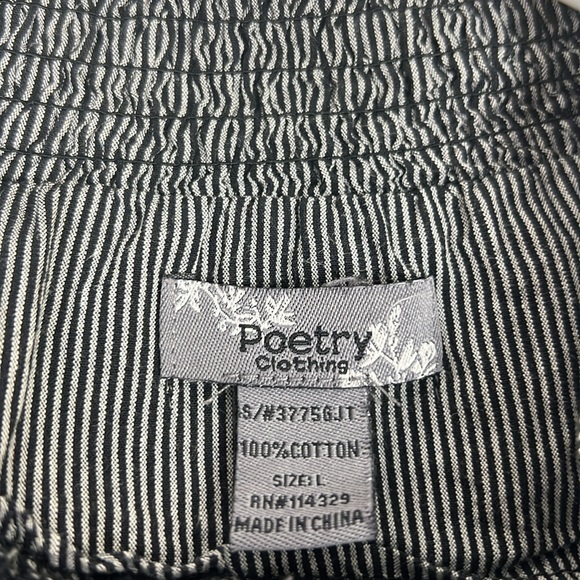 Poetry
Clothing
S/#3775GJT
100%COTTON
SIZE: L
RN#114329
MADE IN CHINA